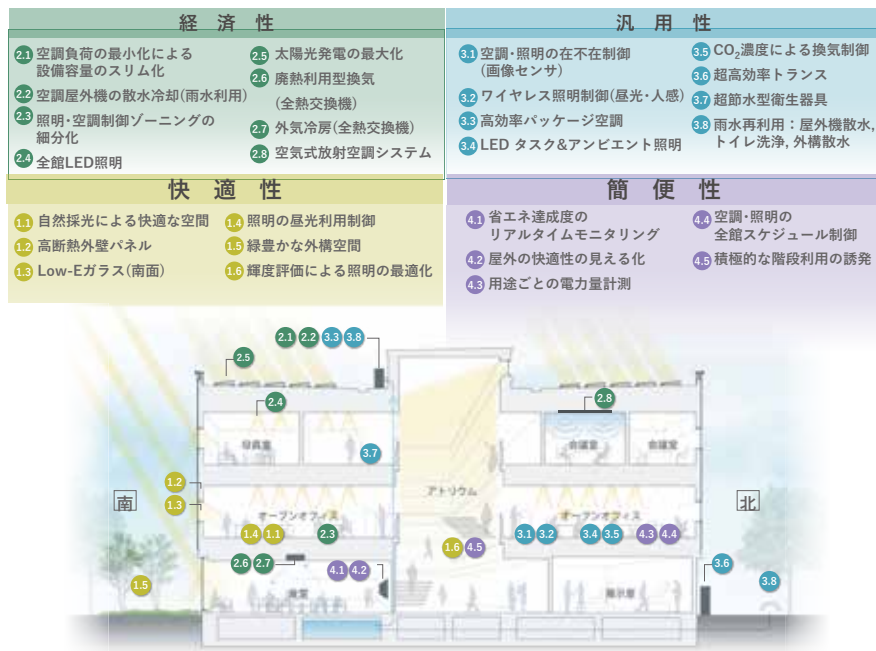 経済性
2.1 空調負荷の最小化による
設備容量のスリム化
2.2 空調屋外機の散水冷却(雨水利用)
2.3 照明・空調制御ゾーニングの
細分化
2.4 全館LED照明
2.5 太陽光発電の最大化
2.6 廃熱利用型換気
(全熱交換機)
2.7 外気冷房(全熱交換機)
2.8 空気式放射空調システム
汎用性
3.1 空調・照明の在不在制御
(画像センサ)
3.2 ワイヤレス照明制御(昼光・人感)
3.3 高効率パッケージ空調
3.4 LED タスク&アンビエント照明
3.5 CO2濃度による換気制御
3.6 超高効率トランス
3.7 超節水型衛生器具
3.8 雨水再利用：屋外機散水,
トイレ洗浄, 外構散水
快適性
1.1 自然採光による快適な空間
1.2 高断熱外壁パネル
1.3 Low-Eガラス(南面)
1.4 照明の昼光利用制御
1.5 緑豊かな外構空間
1.6 輝度評価による照明の最適化
簡便性
4.1 省エネ達成度の
リアルタイムモニタリング
4.2 屋外の快適性の見える化
4.3 用途ごとの電力量計測
4.4 空調・照明の
全館スケジュール制御
4.5 積極的な階段利用の誘発
2.1 2.2 3.3 3.8
2.5
2.4
2.8
会議室 会議室
3.7
1.2
アトリウム
南
北
1.3
オープンオフィス
オープンオフィス
1.4 1.1 2.3
1.6 4.5
3.1 3.2 3.4 3.5 4.3 4.4
2.6 2.7
4.1 4.2
3.6
1.5
3.8
食堂
展示室